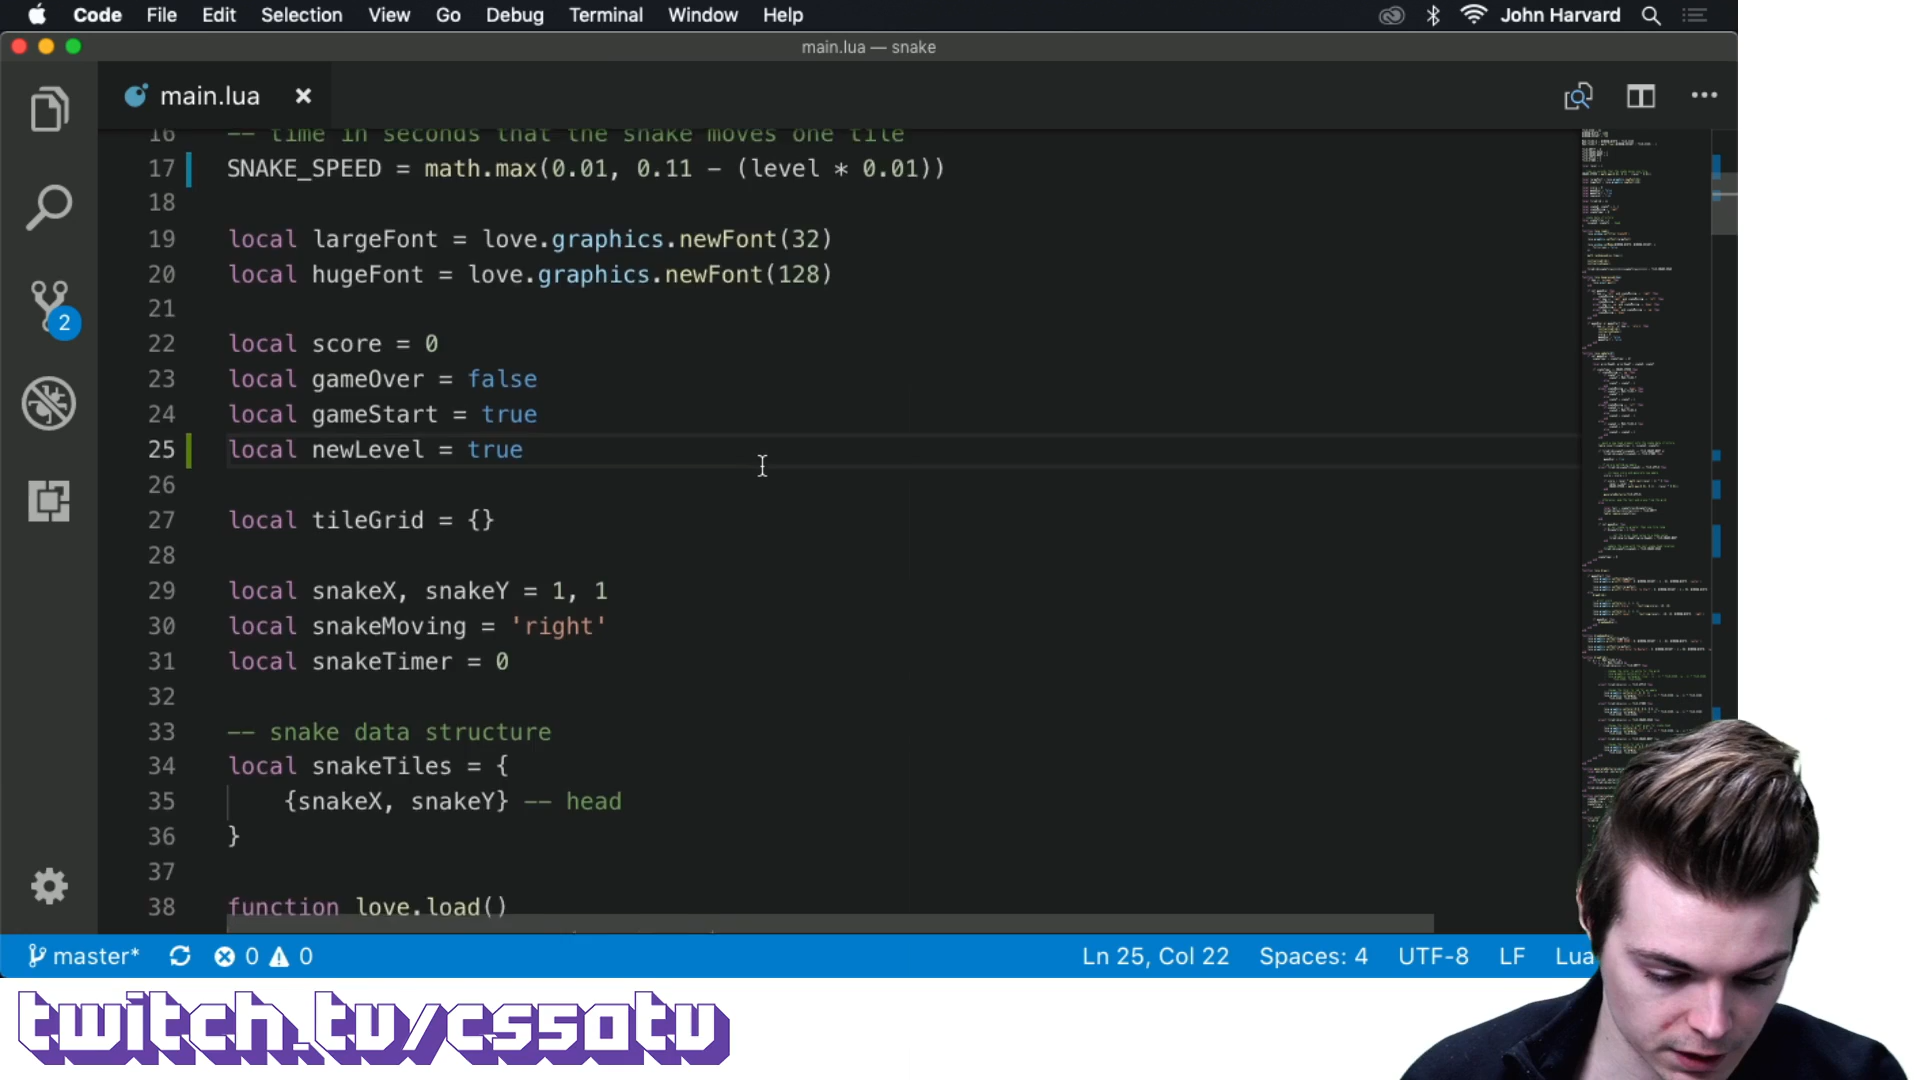 Code File Edit Selection View Go Debug Terminal Window Help John Harvard
main.lua — snake
main.lua
16 -- time in seconds that the snake moves one tile
17 SNAKE_SPEED = math.max(0.01, 0.11 - (level * 0.01))
18
19 local largeFont = love.graphics.newFont(32)
20 local hugeFont = love.graphics.newFont(128)
21
22 local score = 0
23 local gameOver = false
24 local gameStart = true
25 local newLevel = true
26
27 local tileGrid = {}
28
29 local snakeX, snakeY = 1, 1
30 local snakeMoving = 'right'
31 local snakeTimer = 0
32
33 -- snake data structure
34 local snakeTiles = {
35 {snakeX, snakeY} -- head
36 }
37
38 function love.load()
2
master* 0 0 Ln 25, Col 22 Spaces: 4 UTF-8 LF Lua
twitch.tv/cs50tv